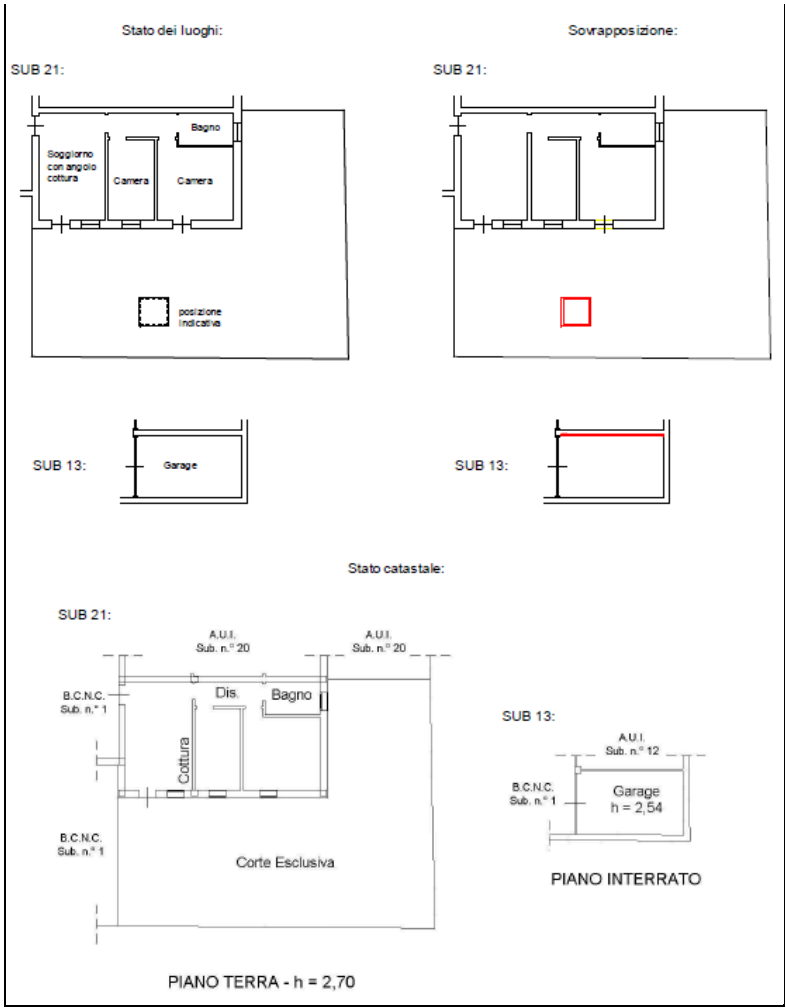 Stato dei luoghi:
Sovrapposizione:
SUB 21:
SUB 21:
Bagno
Soggiorno
con angolo
cottura
Camera
Camera
posizione
indicativa
SUB 13:
Garage
SUB 13:
Stato catastale:
SUB 21:
A.U.I.
Sub. n.° 20
A.U.I.
Sub. n.° 20
B.C.N.C.
Sub. n.° 1
Dis.
Bagno
Cottura
B.C.N.C.
Sub. n.° 1
Corte Esclusiva
PIANO TERRA - h = 2,70
SUB 13:
A.U.I.
Sub. n.° 12
B.C.N.C.
Sub. n.° 1
Garage
h = 2,54
PIANO INTERRATO